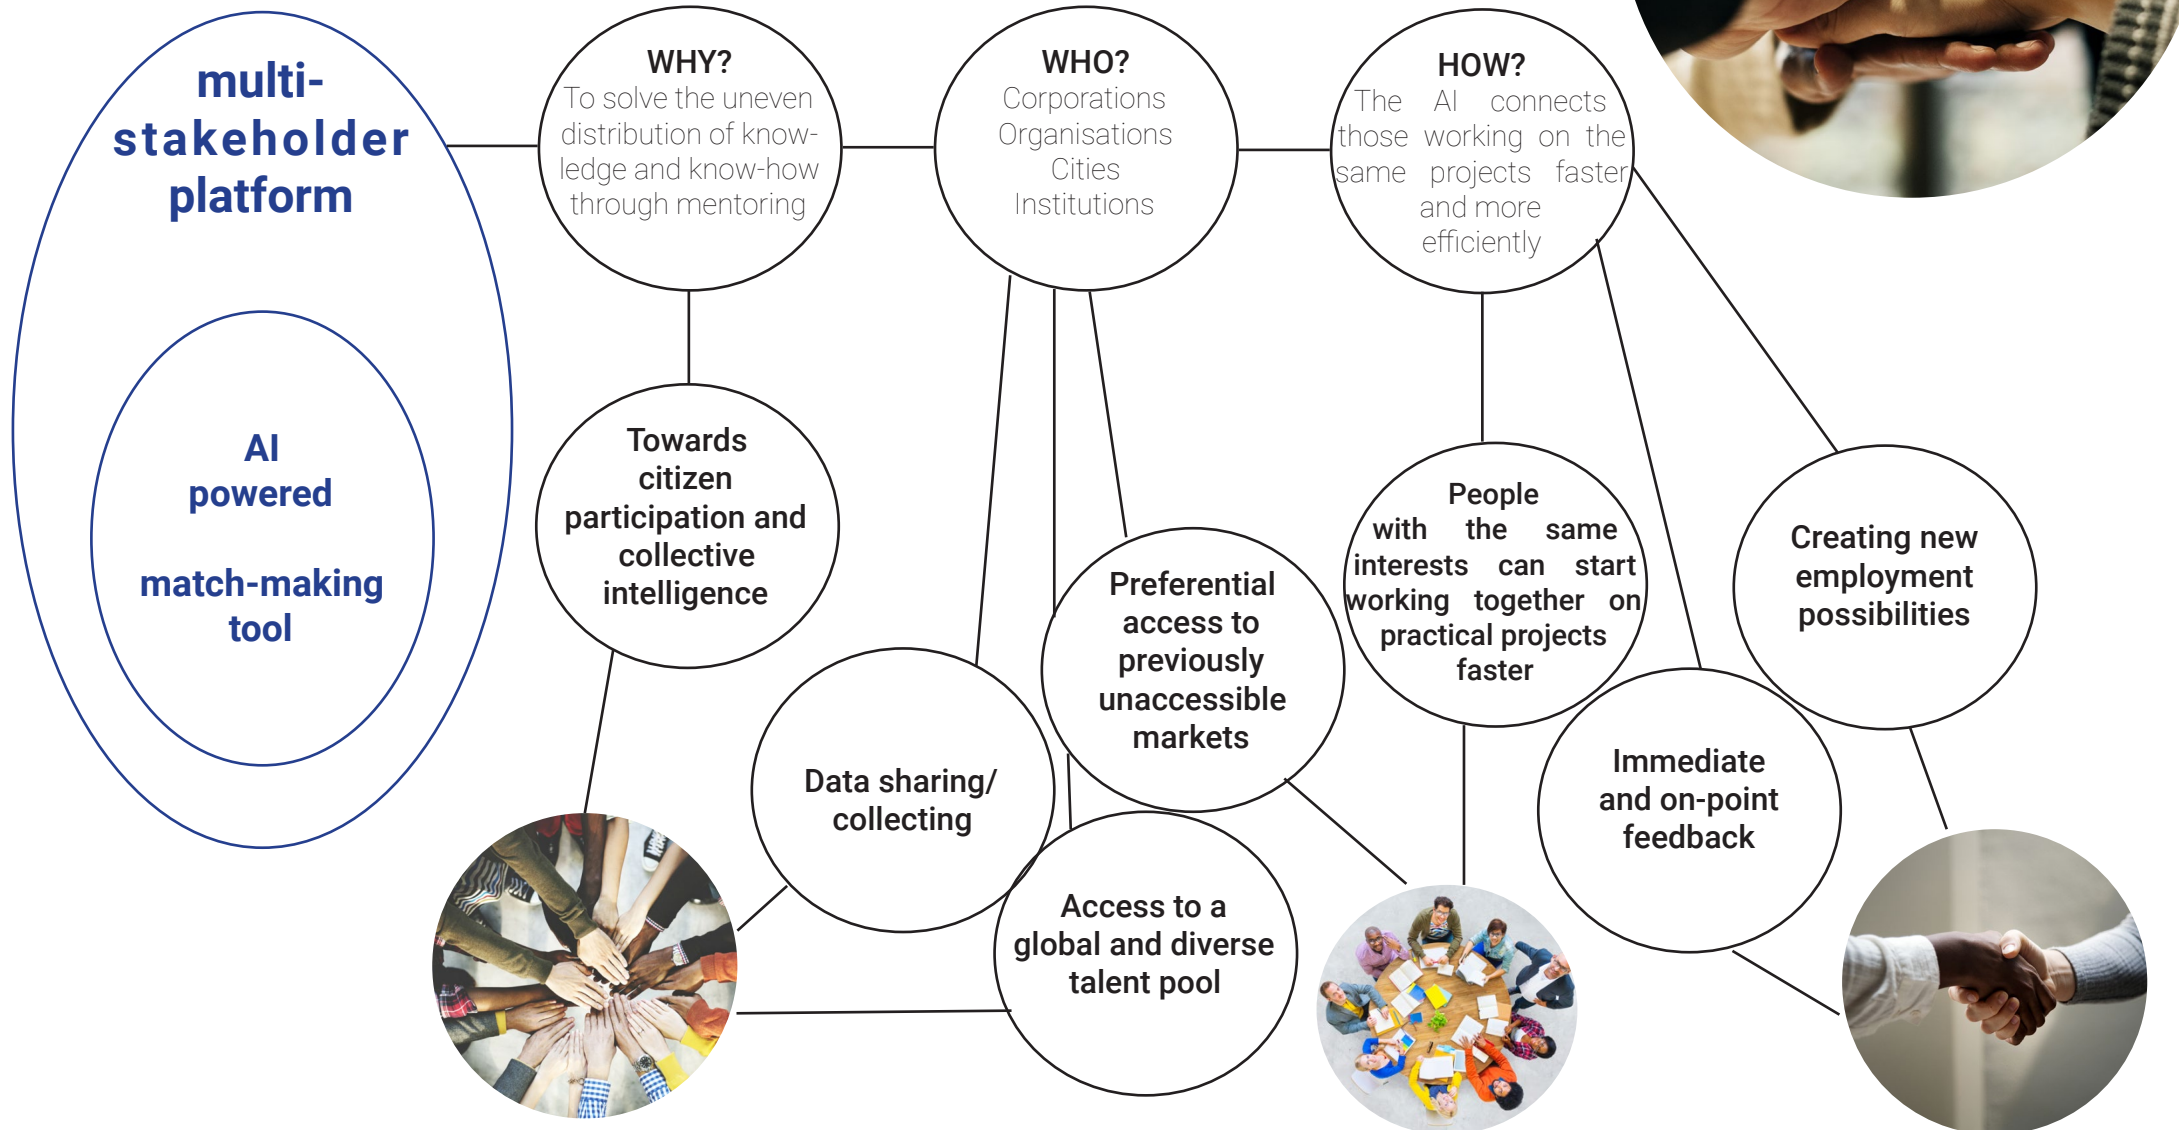 multi-
stakeholder
platform
AI
powered
match-making
tool
WHY?
To solve the uneven
distribution of know-
ledge and know-how
through mentoring
WHO?
Corporations
Organisations
Cities
Institutions
HOW?
The AI connects
those working on the
same projects faster
and more
efficiently
Towards
citizen
participation and
collective
intelligence
Data sharing/
collecting
Preferential
access to
previously
unaccessible
markets
Access to a
global and diverse
talent pool
People
with the same
interests can start
working together on
practical projects
faster
Immediate
and on-point
feedback
Creating new
employment
possibilities